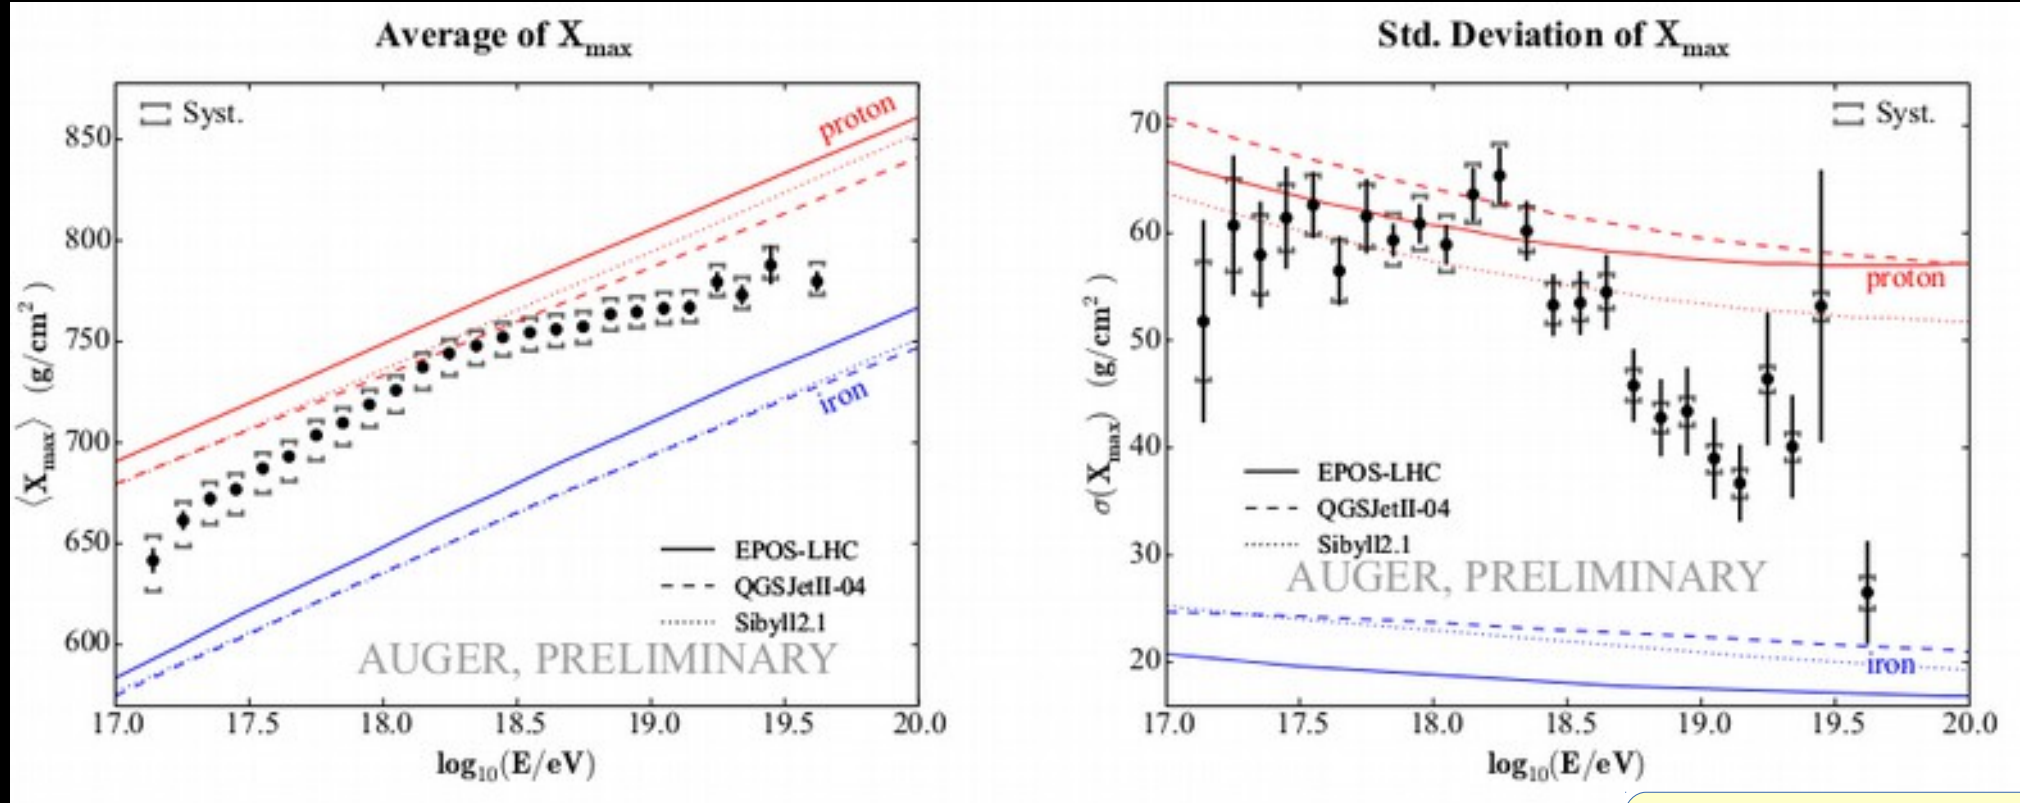 Average of X_max
Syst.
proton
iron
EPOS-LHC
QGSJetII-04
Sibyll2.1
AUGER, PRELIMINARY
850
800
750
700
650
600
⟨X_max⟩ (g/cm²)
17.0 17.5 18.0 18.5 19.0 19.5 20.0
log₁₀(E/eV)
Std. Deviation of X_max
Syst.
proton
EPOS-LHC
QGSJetII-04
Sibyll2.1
AUGER, PRELIMINARY
iron
70
60
50
40
30
20
σ(X_max) (g/cm²)
17.0 17.5 18.0 18.5 19.0 19.5 20.0
log₁₀(E/eV)